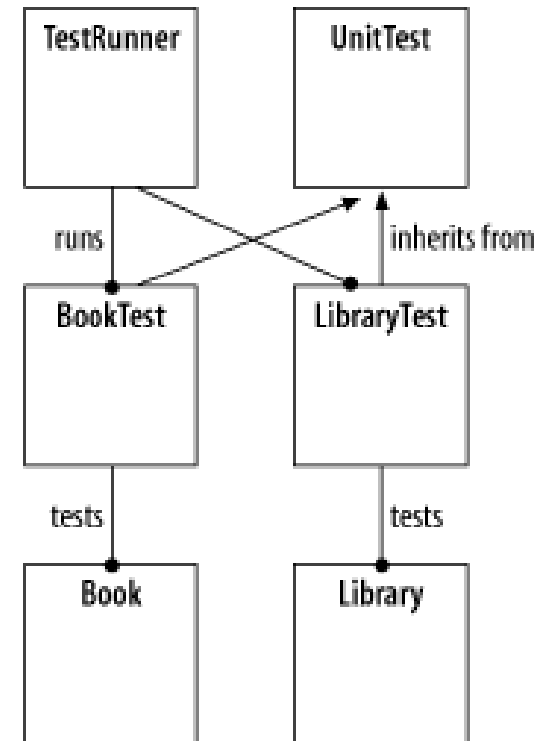 TestRunner
UnitTest
runs
inherits from
BookTest
LibraryTest
tests
tests
Book
Library